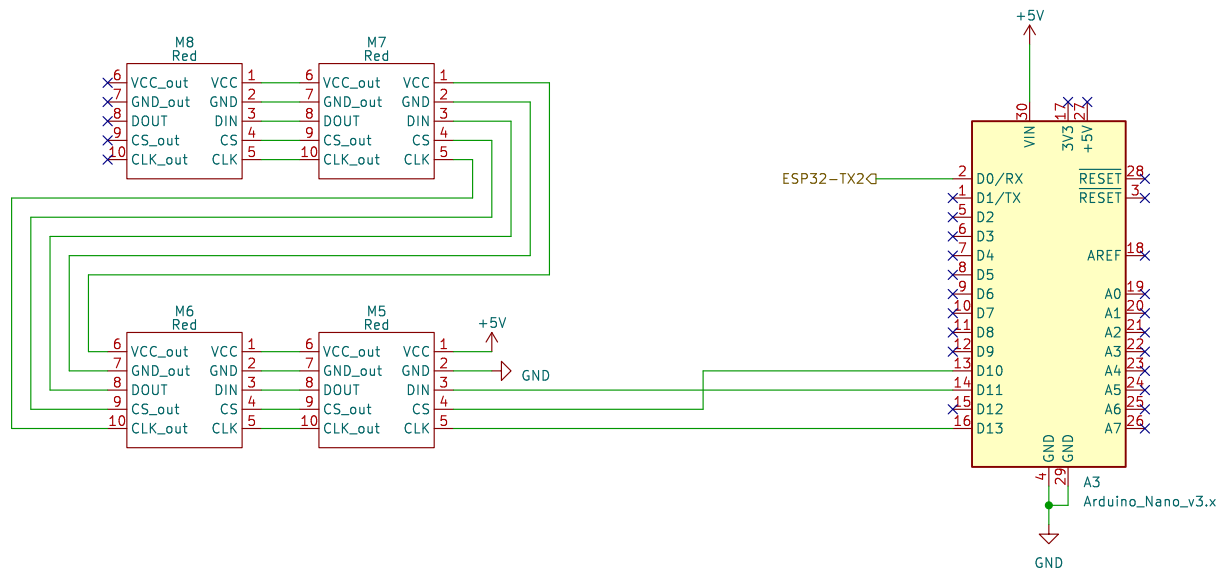 M8
Red
6 VCC_out VCC 1
7 GND_out GND 2
8 DOUT DIN 3
9 CS_out CS 4
10 CLK_out CLK 5
M7
Red
6 VCC_out VCC 1
7 GND_out GND 2
8 DOUT DIN 3
9 CS_out CS 4
10 CLK_out CLK 5
M6
Red
6 VCC_out VCC 1
7 GND_out GND 2
8 DOUT DIN 3
9 CS_out CS 4
10 CLK_out CLK 5
M5
Red
6 VCC_out VCC 1
7 GND_out GND 2
8 DOUT DIN 3
9 CS_out CS 4
10 CLK_out CLK 5
+5V
GND
+5V
30 VIN
17 3V3
27 +5V
ESP32-TX2
2 D0/RX
1 D1/TX
5 D2
6 D3
7 D4
8 D5
9 D6
10 D7
11 D8
12 D9
13 D10
14 D11
15 D12
16 D13
RESET 28
RESET 3
AREF 18
A0 19
A1 20
A2 21
A3 22
A4 23
A5 24
A6 25
A7 26
GND 4
GND 29
A3
Arduino_Nano_v3.x
GND